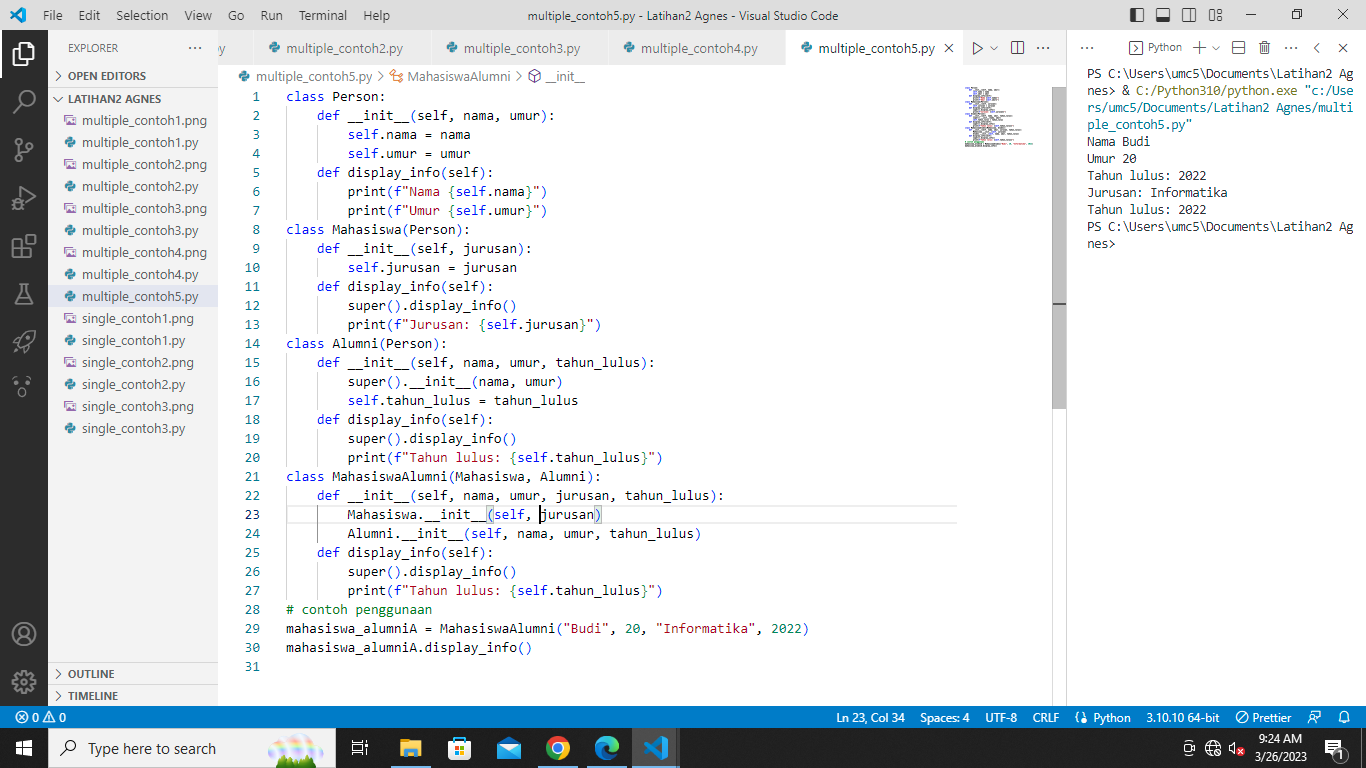 File Edit Selection View Go Run Terminal Help
multiple_contoh5.py - Latihan2 Agnes - Visual Studio Code
EXPLORER
OPEN EDITORS
LATIHAN2 AGNES
multiple_contoh1.png
multiple_contoh1.py
multiple_contoh2.png
multiple_contoh2.py
multiple_contoh3.png
multiple_contoh3.py
multiple_contoh4.png
multiple_contoh4.py
multiple_contoh5.py
single_contoh1.png
single_contoh1.py
single_contoh2.png
single_contoh2.py
single_contoh3.png
single_contoh3.py
OUTLINE
TIMELINE
py multiple_contoh2.py multiple_contoh3.py multiple_contoh4.py multiple_contoh5.py
multiple_contoh5.py > MahasiswaAlumni > __init__
1 class Person:
2     def __init__(self, nama, umur):
3         self.nama = nama
4         self.umur = umur
5     def display_info(self):
6         print(f"Nama {self.nama}")
7         print(f"Umur {self.umur}")
8 class Mahasiswa(Person):
9     def __init__(self, jurusan):
10         self.jurusan = jurusan
11     def display_info(self):
12         super().display_info()
13         print(f"Jurusan: {self.jurusan}")
14 class Alumni(Person):
15     def __init__(self, nama, umur, tahun_lulus):
16         super().__init__(nama, umur)
17         self.tahun_lulus = tahun_lulus
18     def display_info(self):
19         super().display_info()
20         print(f"Tahun lulus: {self.tahun_lulus}")
21 class MahasiswaAlumni(Mahasiswa, Alumni):
22     def __init__(self, nama, umur, jurusan, tahun_lulus):
23         Mahasiswa.__init__(self, jurusan)
24         Alumni.__init__(self, nama, umur, tahun_lulus)
25     def display_info(self):
26         super().display_info()
27         print(f"Tahun lulus: {self.tahun_lulus}")
28 # contoh penggunaan
29 mahasiswa_alumniA = MahasiswaAlumni("Budi", 20, "Informatika", 2022)
30 mahasiswa_alumniA.display_info()
31
Python
PS C:\Users\umc5\Documents\Latihan2 Ag
nes> & C:/Python310/python.exe "c:/Use
rs/umc5/Documents/Latihan2 Agnes/multi
ple_contoh5.py"
Nama Budi
Umur 20
Tahun lulus: 2022
Jurusan: Informatika
Tahun lulus: 2022
PS C:\Users\umc5\Documents\Latihan2 Ag
nes>
0 0 Ln 23, Col 34 Spaces: 4 UTF-8 CRLF Python 3.10.10 64-bit Prettier
Type here to search
9:24 AM
3/26/2023
1